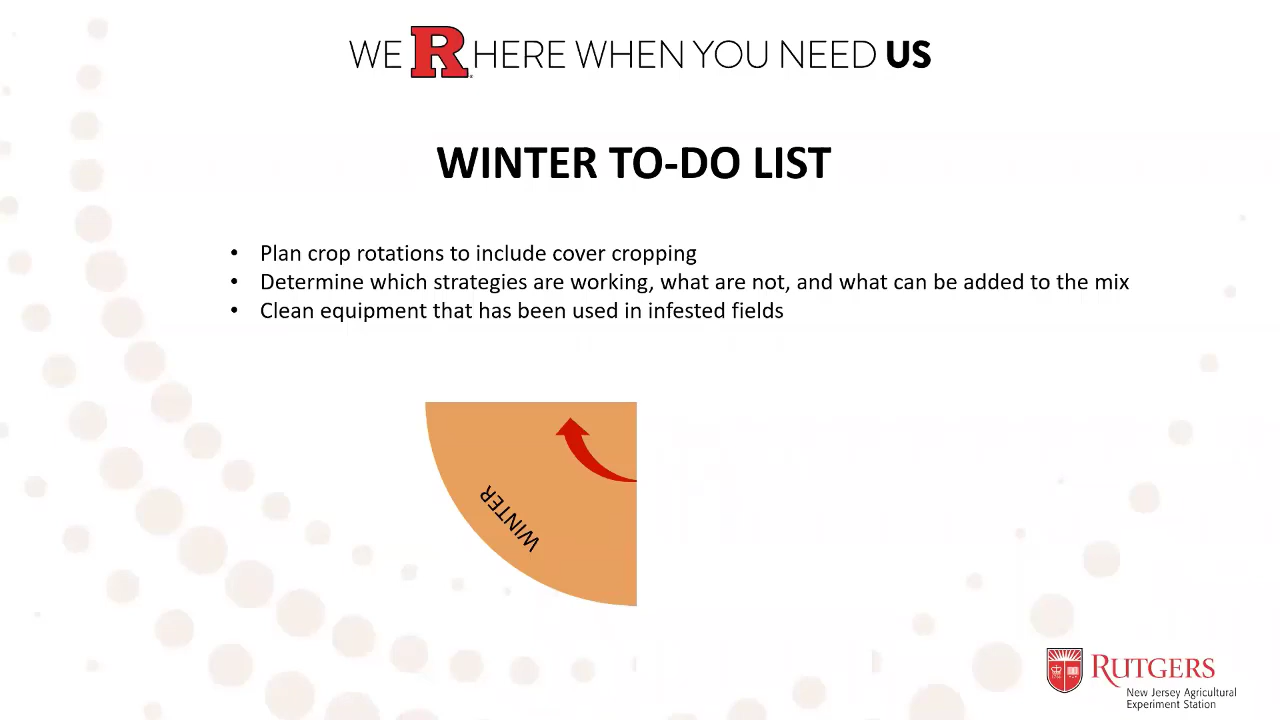 WE R HERE WHEN YOU NEED US
WINTER TO-DO LIST
• Plan crop rotations to include cover cropping
• Determine which strategies are working, what are not, and what can be added to the mix
• Clean equipment that has been used in infested fields
WINTER
RUTGERS
New Jersey Agricultural
Experiment Station